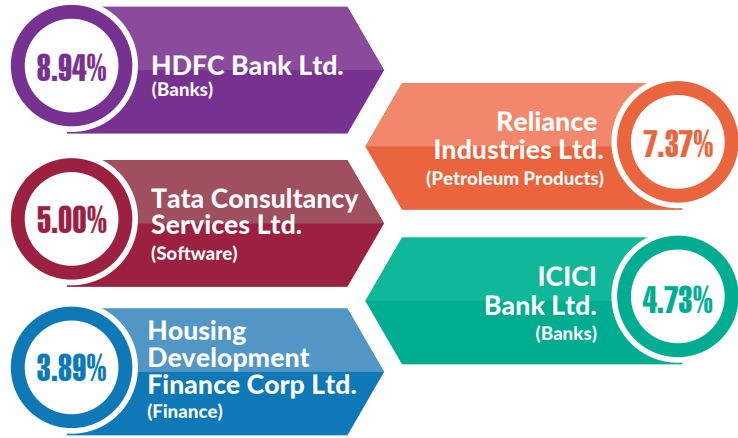 8.94%
HDFC Bank Ltd.
(Banks)
Reliance
Industries Ltd.
(Petroleum Products)
7.37%
5.00%
Tata Consultancy
Services Ltd.
(Software)
ICICI
Bank Ltd.
(Banks)
4.73%
3.89%
Housing
Development
Finance Corp Ltd.
(Finance)